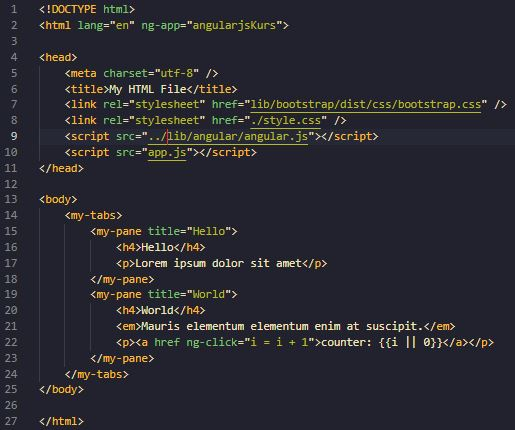 1 <!DOCTYPE html>
2 <html lang="en" ng-app="angularjsKurs">
3
4 <head>
5 <meta charset="utf-8" />
6 <title>My HTML File</title>
7 <link rel="stylesheet" href="lib/bootstrap/dist/css/bootstrap.css" />
8 <link rel="stylesheet" href="./style.css" />
9 <script src="../lib/angular/angular.js"></script>
10 <script src="app.js"></script>
11 </head>
12
13 <body>
14 <my-tabs>
15 <my-pane title="Hello">
16 <h4>Hello</h4>
17 <p>Lorem ipsum dolor sit amet</p>
18 </my-pane>
19 <my-pane title="World">
20 <h4>World</h4>
21 <em>Mauris elementum elementum enim at suscipit.</em>
22 <p><a href ng-click="i = i + 1">counter: {{i || 0}}</a></p>
23 </my-pane>
24 </my-tabs>
25 </body>
26
27 </html>